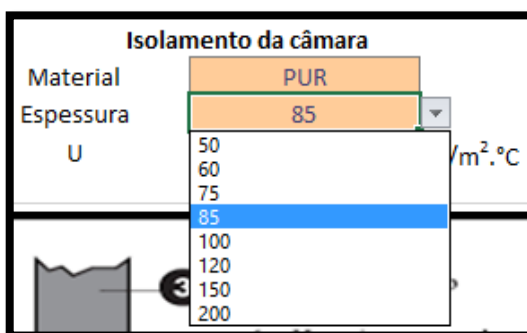 Isolamento da câmara
Material PUR
Espessura 85
U /m².°C
50
60
75
85
100
120
150
200
3